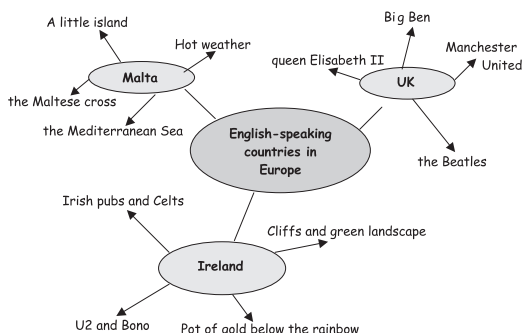 A little island
Hot weather
Malta
the Maltese cross
the Mediterranean Sea
Big Ben
queen Elisabeth II
Manchester
United
UK
the Beatles
English-speaking
countries in
Europe
Irish pubs and Celts
Cliffs and green landscape
Ireland
U2 and Bono
Pot of gold below the rainbow